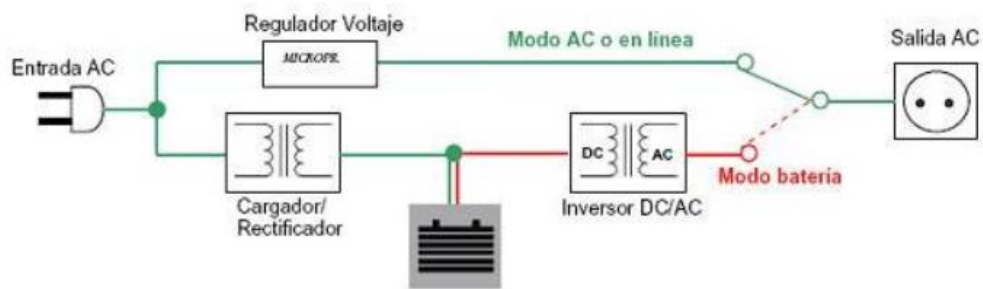 Regulador Voltaje
Modo AC o en línea
Salida AC
Entrada AC
MICROPR.
DC
AC
Modo batería
Cargador/
Rectificador
Inversor DC/AC